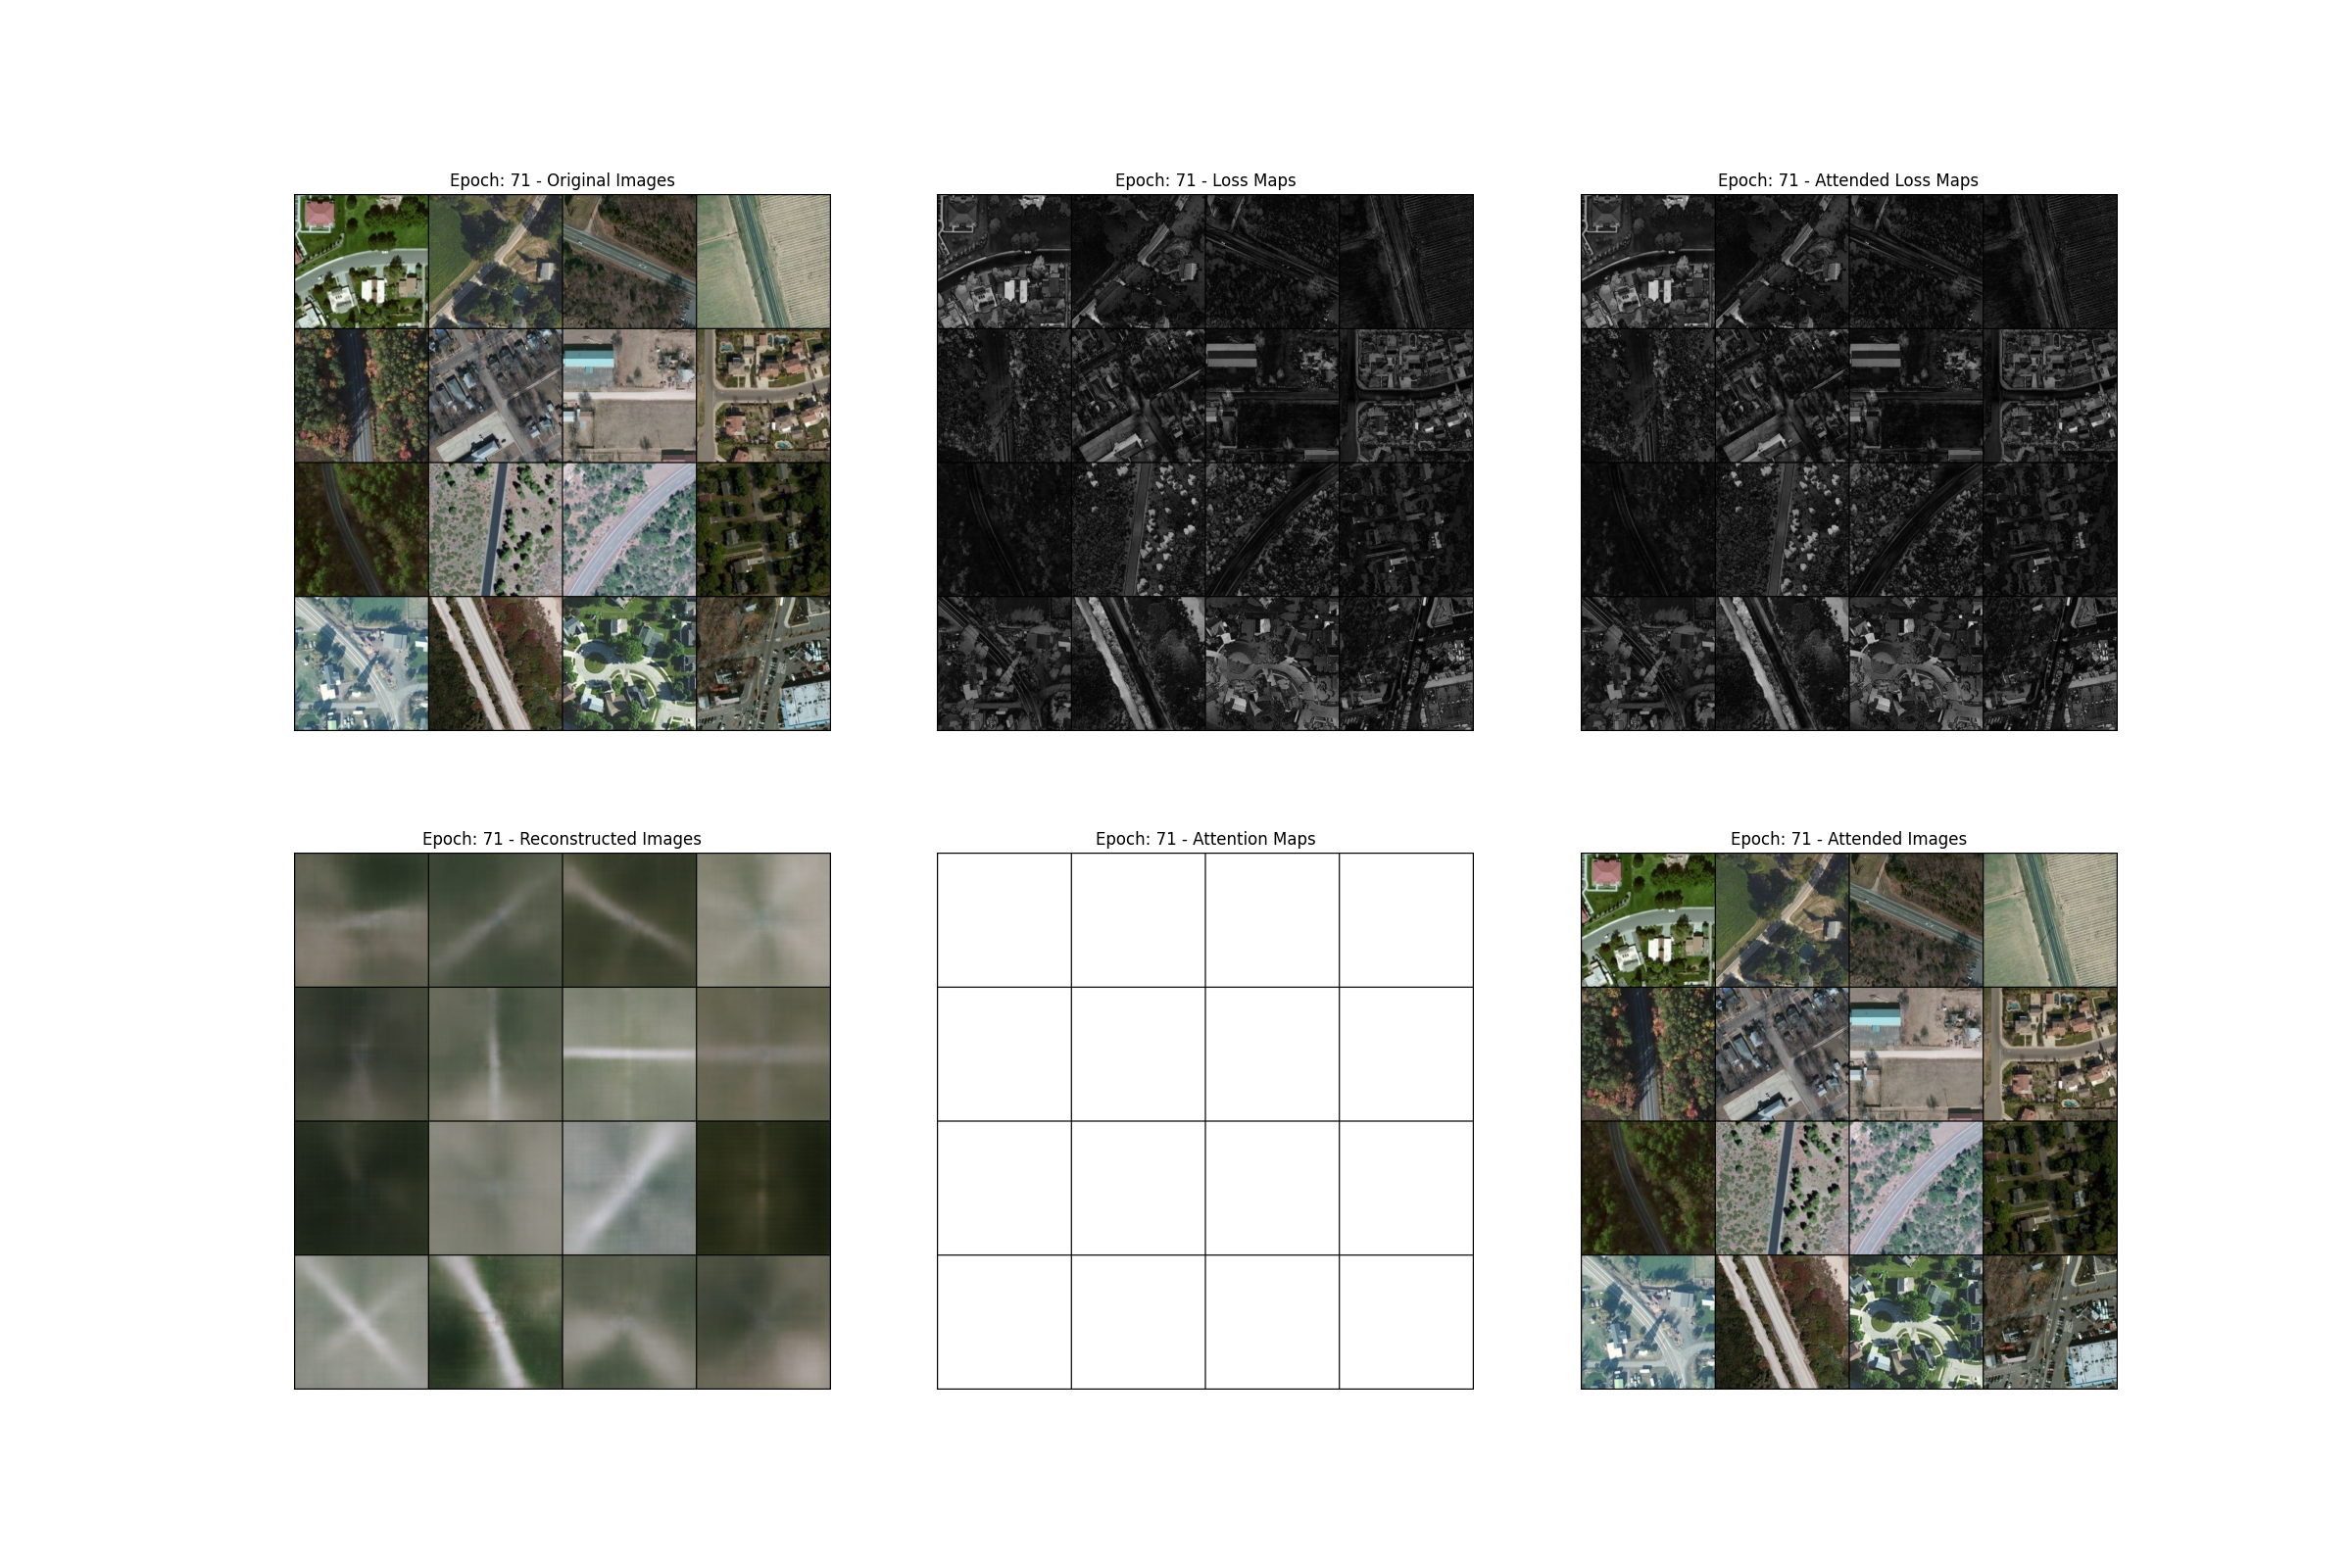 Epoch: 71 - Original Images
Epoch: 71 - Loss Maps
Epoch: 71 - Attended Loss Maps
Epoch: 71 - Reconstructed Images
Epoch: 71 - Attention Maps
Epoch: 71 - Attended Images